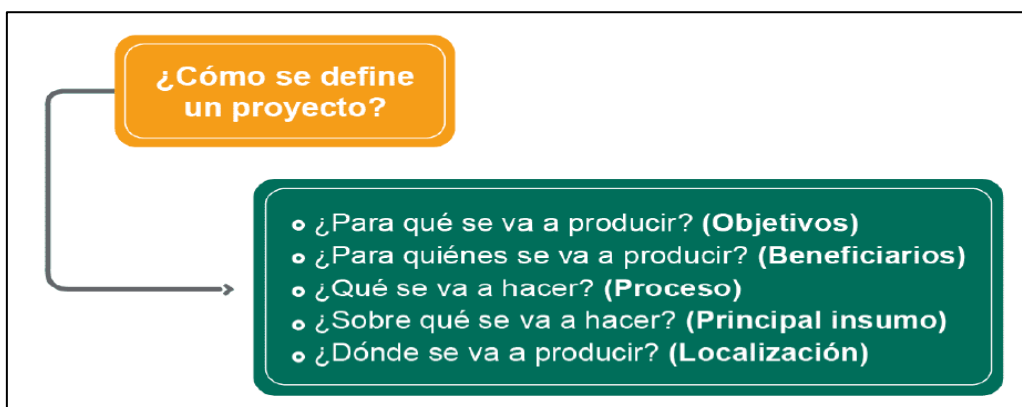 ¿Cómo se define
un proyecto?
¿Para qué se va a producir? (Objetivos)
¿Para quiénes se va a producir? (Beneficiarios)
¿Qué se va a hacer? (Proceso)
¿Sobre qué se va a hacer? (Principal insumo)
¿Dónde se va a producir? (Localización)